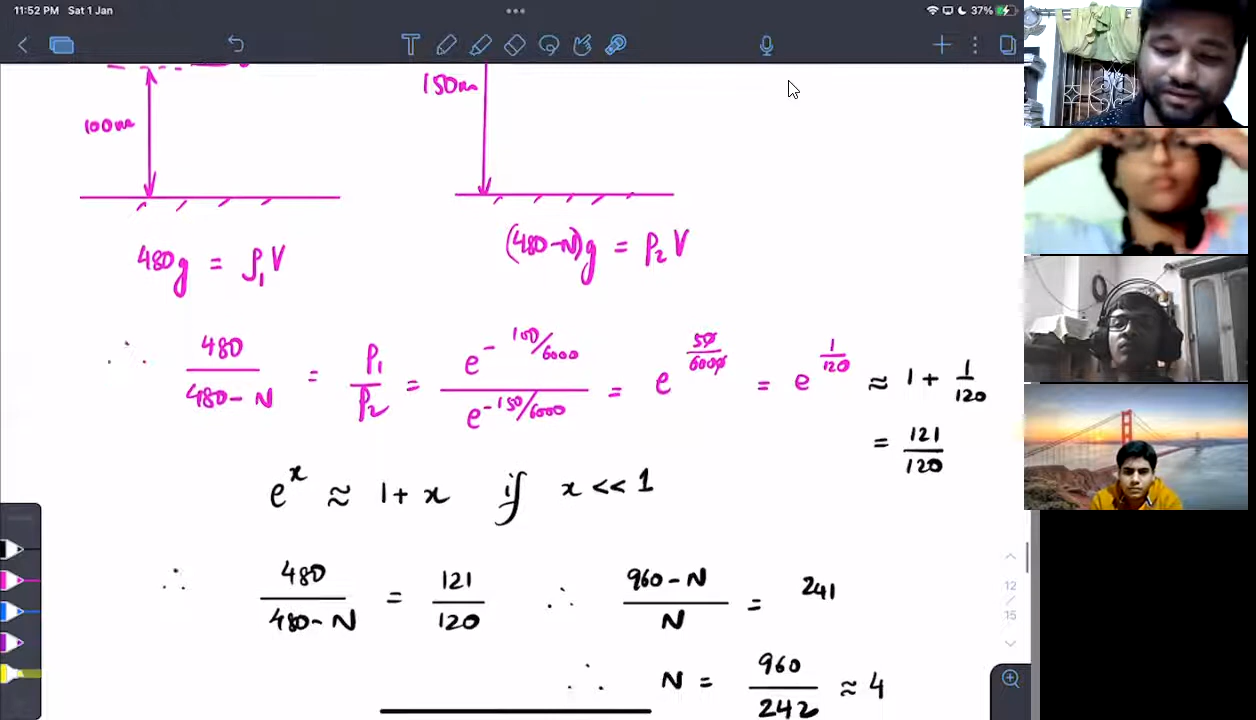 11:52 PM Sat 1 Jan
37%
100m
150m
480g = ρ₁V
(480-N)g = ρ₂V
∴ 480/(480-N) = ρ₁/ρ₂ = e^(-100/6000)/e^(-150/6000) = e^(50/6000) = e^(1/120) ≈ 1 + 1/120
= 121/120
e^x ≈ 1+x if x << 1
∴ 480/(480-N) = 121/120 ∴ (960-N)/N = 241
∴ N = 960/242 ≈ 4
12
/
15